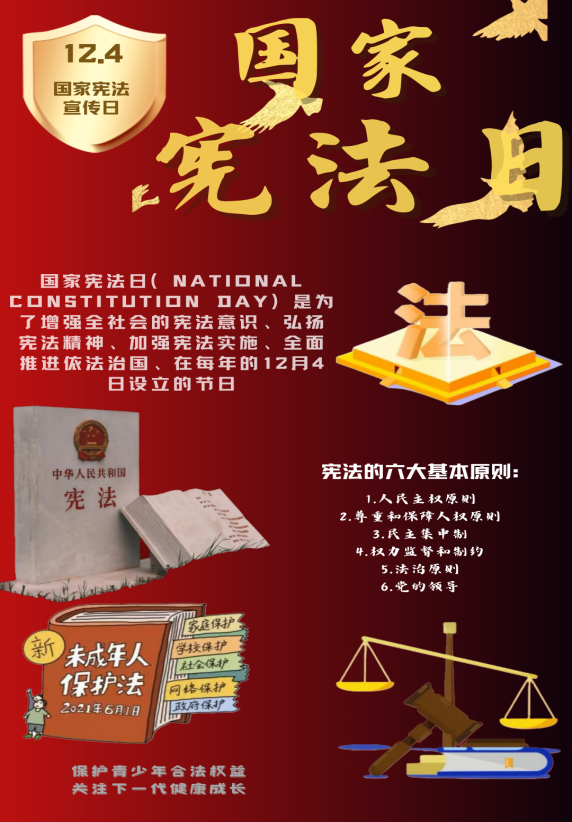 12.4
国家宪法
宣传日
国家
宪法日
国家宪法日( NATIONAL
CONSTITUTION DAY) 是为
了增强全社会的宪法意识、弘扬
宪法精神、加强宪法实施、全面
推进依法治国、在每年的12月4
日设立的节日
法
中华人民共和国
宪法
宪法的六大基本原则:
1.人民主权原则
2.尊重和保障人权原则
3.民主集中制
4.权力监督和制约
5.法治原则
6.党的领导
新
未成年人
保护法
2021年6月1日
家庭保护
学校保护
社会保护
网络保护
政府保护
保护青少年合法权益
关注下一代健康成长